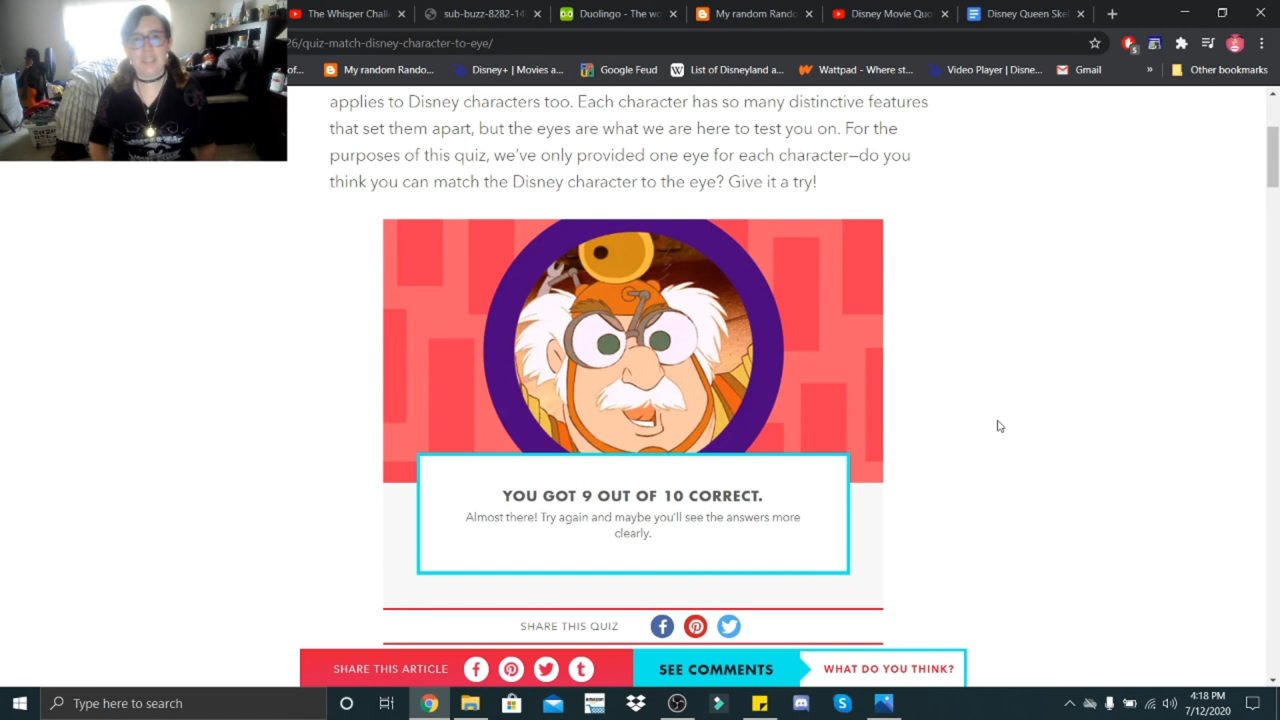 The Whisper Chall
sub-buzz-8282-14
Duolingo - The wo
My random Rando
Disney Movie Quo
Disney Queen Skel
26/quiz-match-disney-character-to-eye/
5
of...
My random Rando...
Disney+ | Movies a...
Google Feud
List of Disneyland a...
Wattpad - Where st...
Video Player | Disne...
Gmail
»
Other bookmarks
applies to Disney characters too. Each character has so many distinctive features
that set them apart, but the eyes are what we are here to test you on. For the
purposes of this quiz, we've only provided one eye for each character—do you
think you can match the Disney character to the eye? Give it a try!
YOU GOT 9 OUT OF 10 CORRECT.
Almost there! Try again and maybe you'll see the answers more
clearly.
SHARE THIS QUIZ
SHARE THIS ARTICLE
SEE COMMENTS
WHAT DO YOU THINK?
Type here to search
4:18 PM
7/12/2020